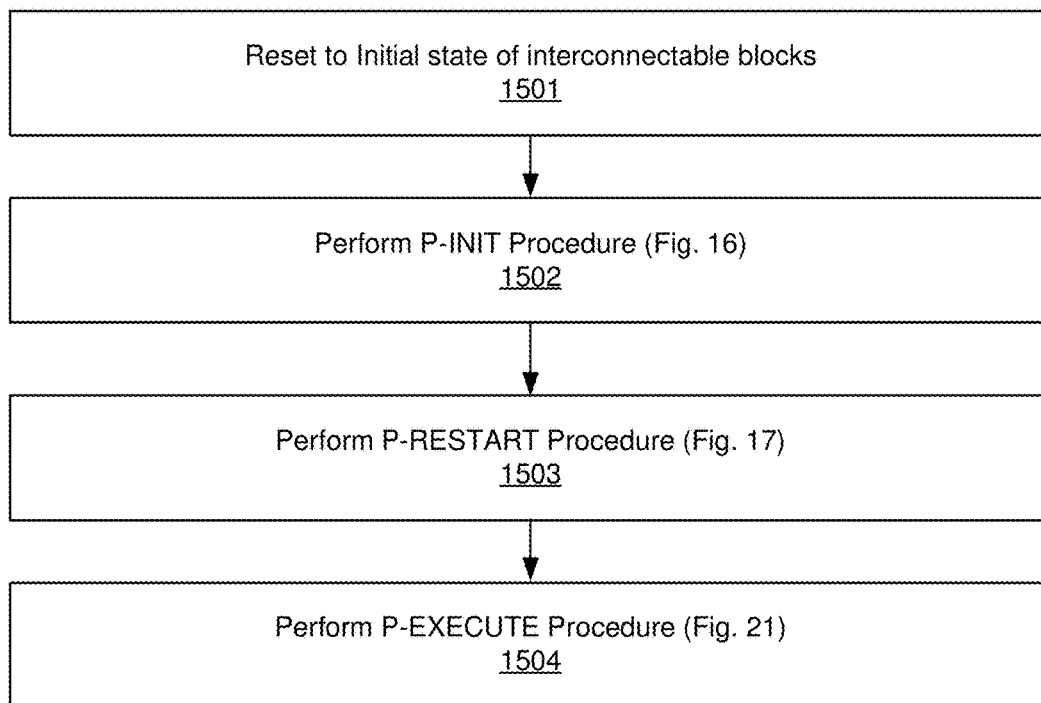 Reset to Initial state of interconnectable blocks
1501
Perform P-INIT Procedure (Fig. 16)
1502
Perform P-RESTART Procedure (Fig. 17)
1503
Perform P-EXECUTE Procedure (Fig. 21)
1504